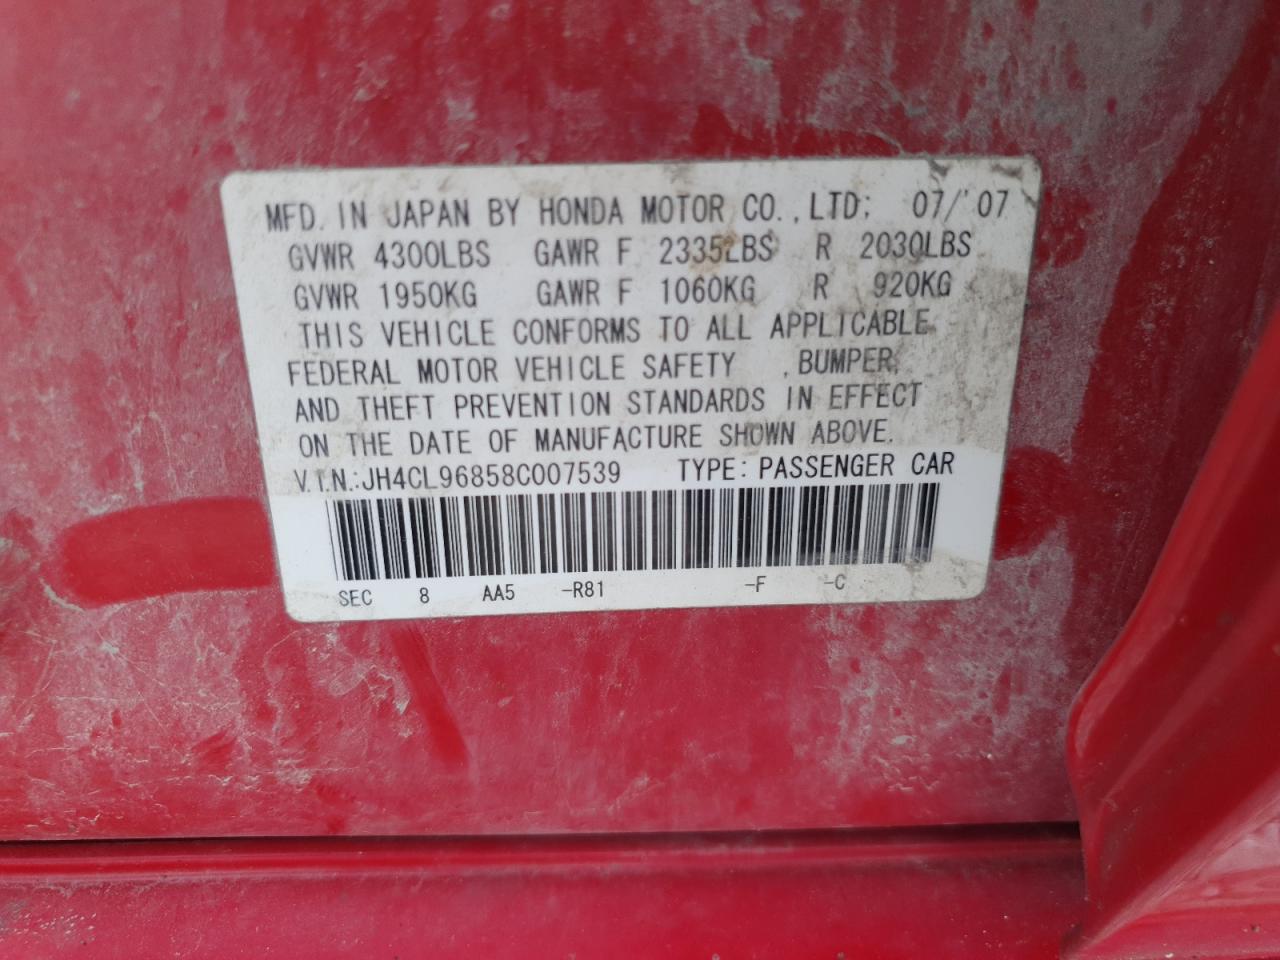 MFD. IN JAPAN BY HONDA MOTOR CO.,LTD; 07/'07
GVWR 4300LBS GAWR F 2335LBS R 2030LBS
GVWR 1950KG GAWR F 1060KG R 920KG
THIS VEHICLE CONFORMS TO ALL APPLICABLE
FEDERAL MOTOR VEHICLE SAFETY , BUMPER,
AND THEFT PREVENTION STANDARDS IN EFFECT
ON THE DATE OF MANUFACTURE SHOWN ABOVE.
V.I.N.:JH4CL96858C007539 TYPE: PASSENGER CAR
SEC 8 AA5 -R81 -F -C